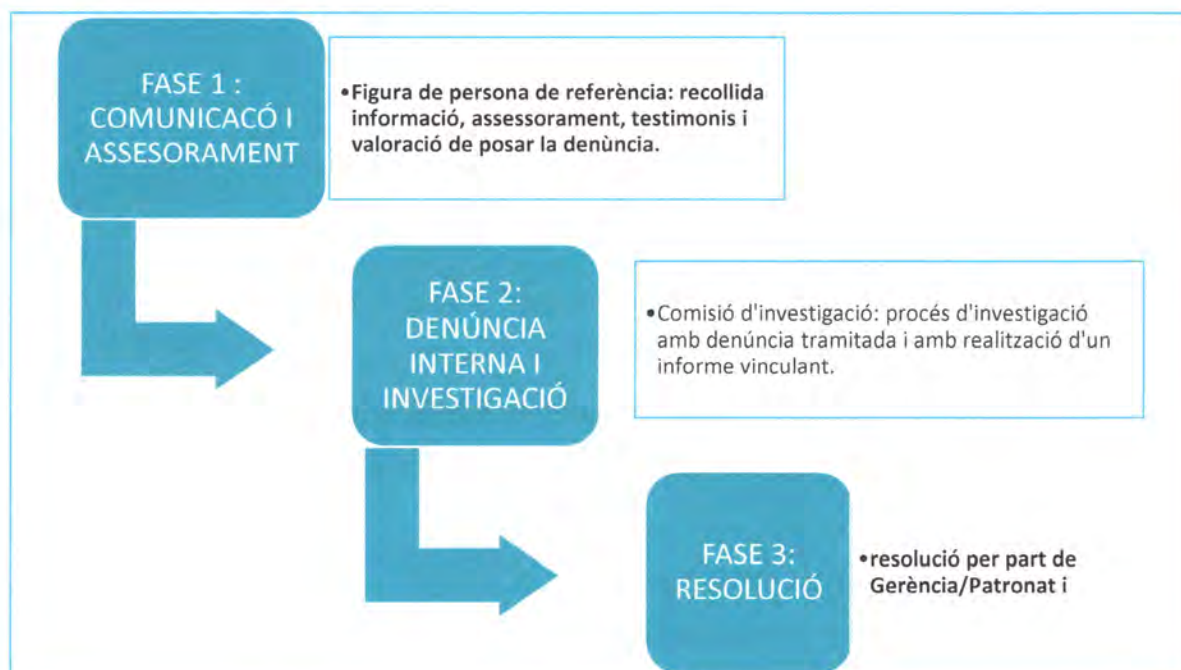 FASE 1 :
COMUNICACÓ I
ASSESORAMENT
•Figura de persona de referència: recollida
informació, assessorament, testimonis i
valoració de posar la denúncia.
FASE 2:
DENÚNCIA
INTERNA I
INVESTIGACIÓ
•Comisió d'investigació: procés d'investigació
amb denúncia tramitada i amb realització d'un
informe vinculant.
FASE 3:
RESOLUCIÓ
•resolució per part de
Gerència/Patronat i